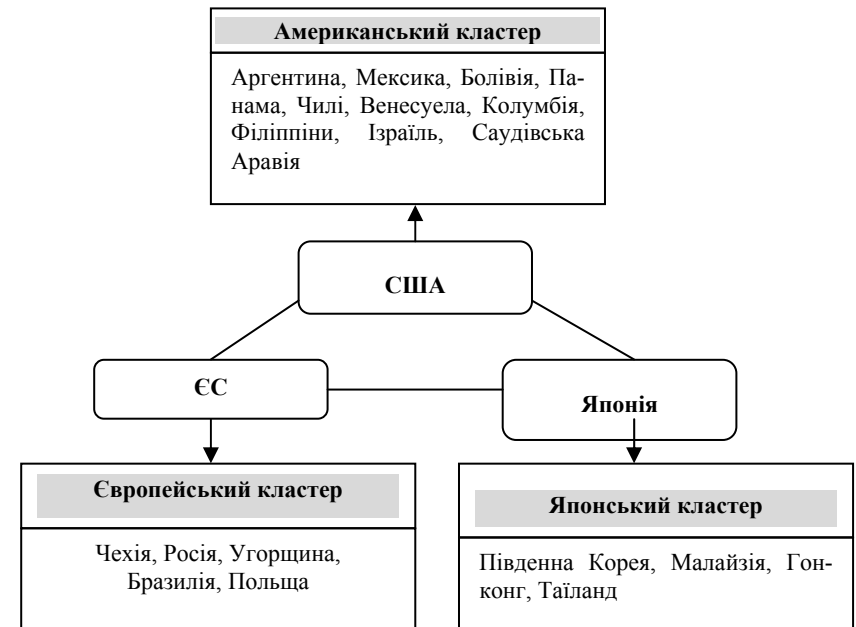 Американський кластер
Аргентина, Мексика, Болівія, Па-
нама, Чилі, Венесуела, Колумбія,
Філіппіни, Ізраїль, Саудівська
Аравія
США
ЄС
Японія
Європейський кластер
Чехія, Росія, Угорщина,
Бразилія, Польща
Японський кластер
Південна Корея, Малайзія, Гон-
конг, Таїланд